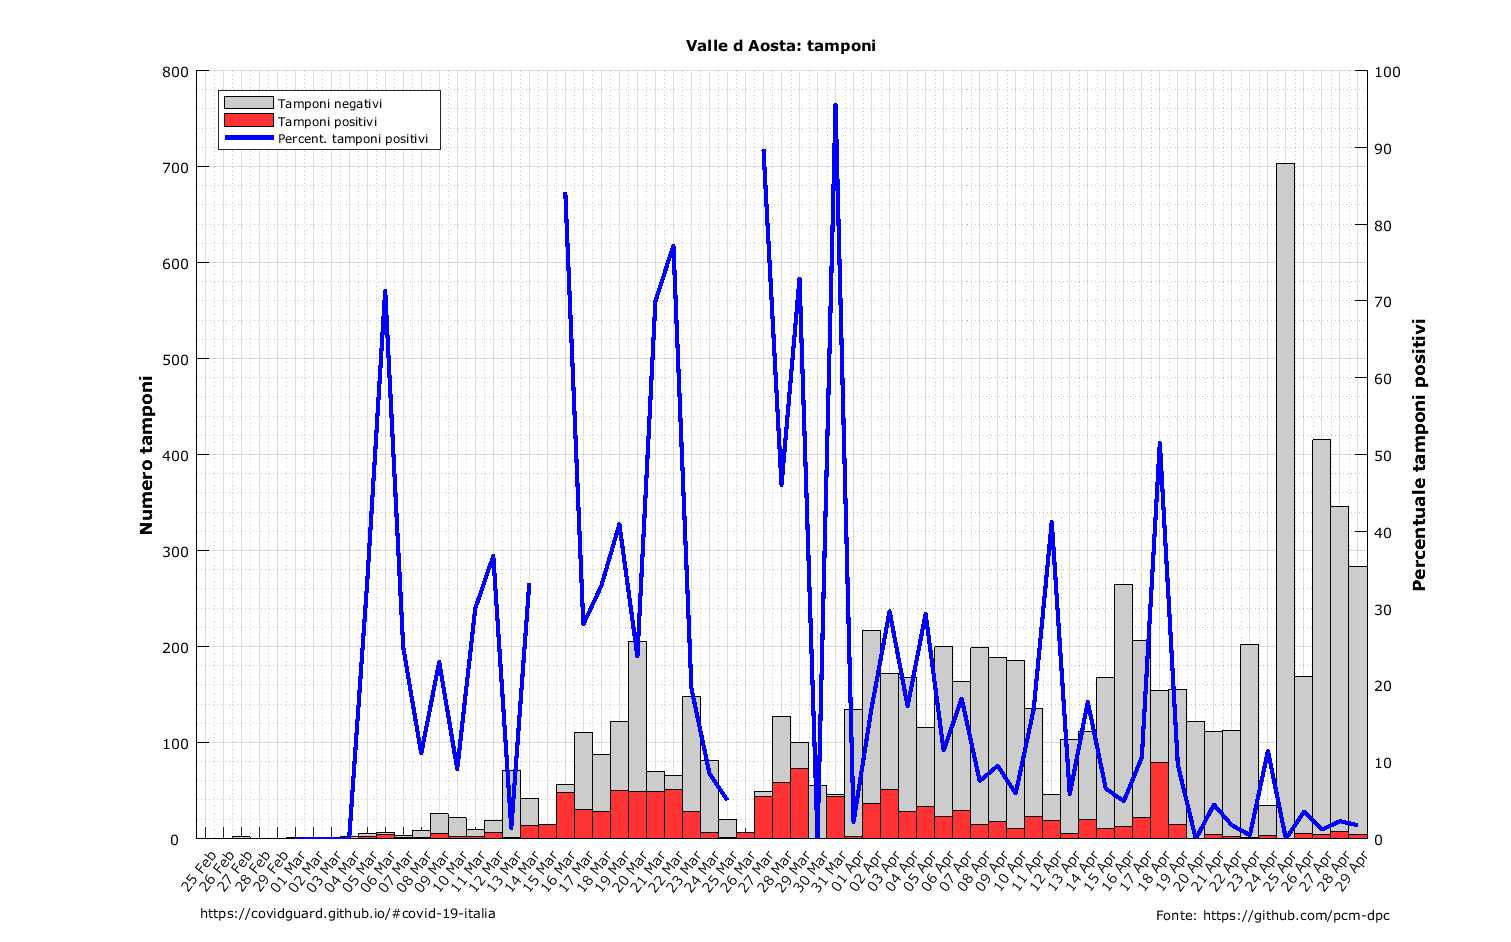 Valle d Aosta: tamponi
Tamponi negativi
Tamponi positivi
Percent. tamponi positivi
Numero tamponi
800
700
600
500
400
300
200
100
0
100
90
80
70
60
50
40
30
20
10
0
Percentuale tamponi positivi
25 Feb
26 Feb
27 Feb
28 Feb
29 Feb
01 Mar
02 Mar
03 Mar
04 Mar
05 Mar
06 Mar
07 Mar
08 Mar
09 Mar
10 Mar
11 Mar
12 Mar
13 Mar
14 Mar
15 Mar
16 Mar
17 Mar
18 Mar
19 Mar
20 Mar
21 Mar
22 Mar
23 Mar
24 Mar
25 Mar
26 Mar
27 Mar
28 Mar
29 Mar
30 Mar
31 Mar
01 Apr
02 Apr
03 Apr
04 Apr
05 Apr
06 Apr
07 Apr
08 Apr
09 Apr
10 Apr
11 Apr
12 Apr
13 Apr
14 Apr
15 Apr
16 Apr
17 Apr
18 Apr
19 Apr
20 Apr
21 Apr
22 Apr
23 Apr
24 Apr
25 Apr
26 Apr
27 Apr
28 Apr
29 Apr
https://covidguard.github.io/#covid-19-italia
Fonte: https://github.com/pcm-dpc